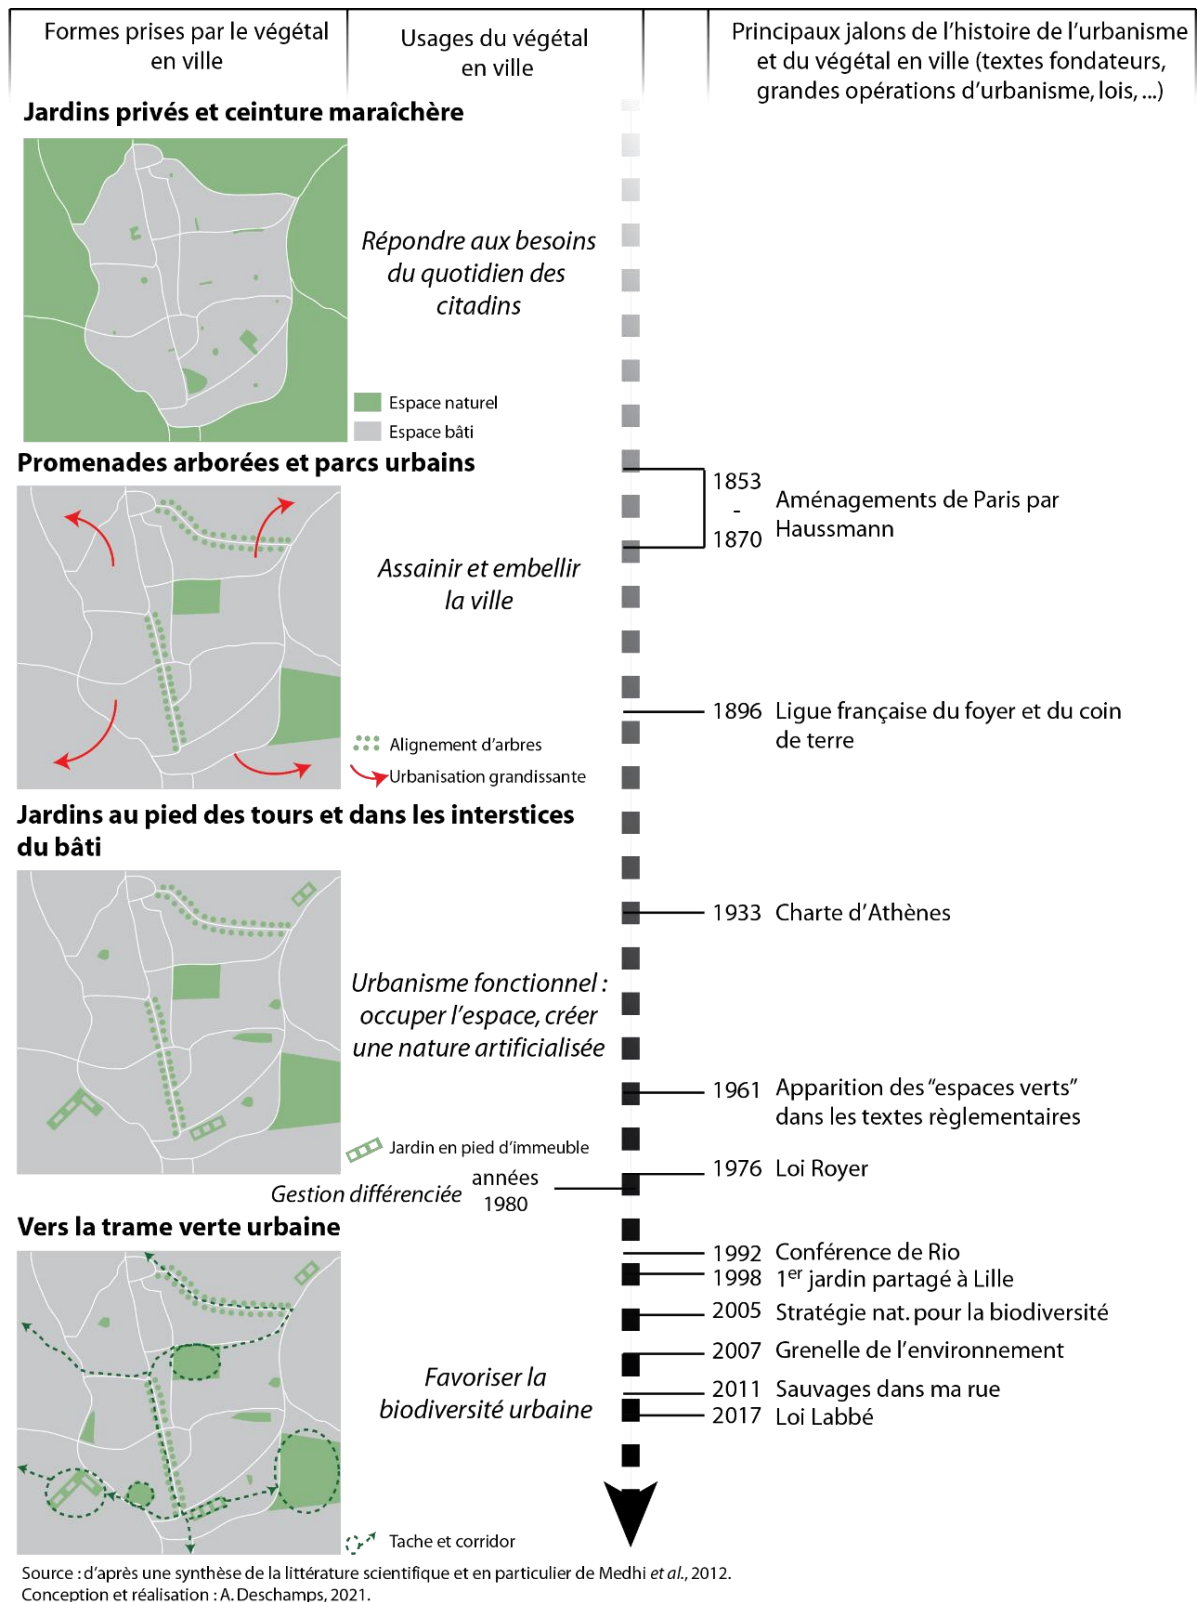 Formes prises par le végétal
en ville
Usages du végétal
en ville
Principaux jalons de l'histoire de l'urbanisme
et du végétal en ville (textes fondateurs,
grandes opérations d'urbanisme, lois, ...)
Jardins privés et ceinture maraîchère
Répondre aux besoins
du quotidien des
citadins
Espace naturel
Espace bâti
Promenades arborées et parcs urbains
1853
-
1870
Aménagements de Paris par
Haussmann
Assainir et embellir
la ville
1896 Ligue française du foyer et du coin
de terre
Alignement d'arbres
Urbanisation grandissante
Jardins au pied des tours et dans les interstices
du bâti
1933 Charte d'Athènes
Urbanisme fonctionnel :
occuper l'espace, créer
une nature artificialisée
1961 Apparition des "espaces verts"
dans les textes règlementaires
Jardin en pied d'immeuble
1976 Loi Royer
Gestion différenciée
années
1980
Vers la trame verte urbaine
1992 Conférence de Rio
1998 1er jardin partagé à Lille
2005 Stratégie nat. pour la biodiversité
2007 Grenelle de l'environnement
Favoriser la
biodiversité urbaine
2011 Sauvages dans ma rue
2017 Loi Labbé
Tache et corridor
Source : d'après une synthèse de la littérature scientifique et en particulier de Medhi et al., 2012.
Conception et réalisation : A. Deschamps, 2021.